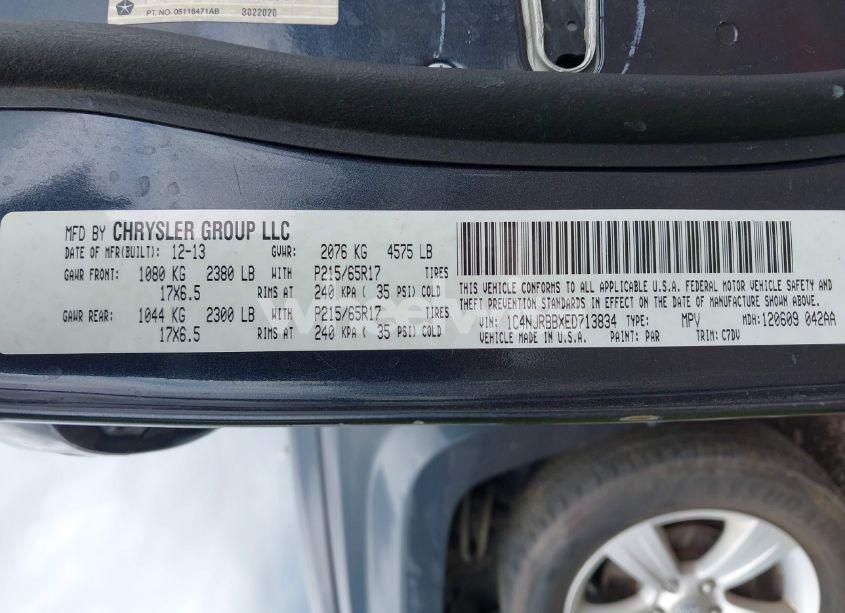 PT. NO. 05116471AB 3022020
MFD BY CHRYSLER GROUP LLC
DATE OF MFR(BUILT): 12-13 GVWR: 2076 KG 4575 LB
GAWR FRONT: 1080 KG 2380 LB WITH P215/65R17 TIRES
17X6.5 RIMS AT 240 KPA ( 35 PSI) COLD
GAWR REAR: 1044 KG 2300 LB WITH P215/65R17 TIRES
17X6.5 RIMS AT 240 KPA ( 35 PSI) COLD
THIS VEHICLE CONFORMS TO ALL APPLICABLE U.S.A. FEDERAL MOTOR VEHICLE SAFETY AND
THEFT PREVENTION STANDARDS IN EFFECT ON THE DATE OF MANUFACTURE SHOWN ABOVE.
VIN: 1C4NJRBBXED713834 TYPE: MPV MDH: 120609 042AA
VEHICLE MADE IN U.S.A. PAINT: PAR TRIM: C7DV